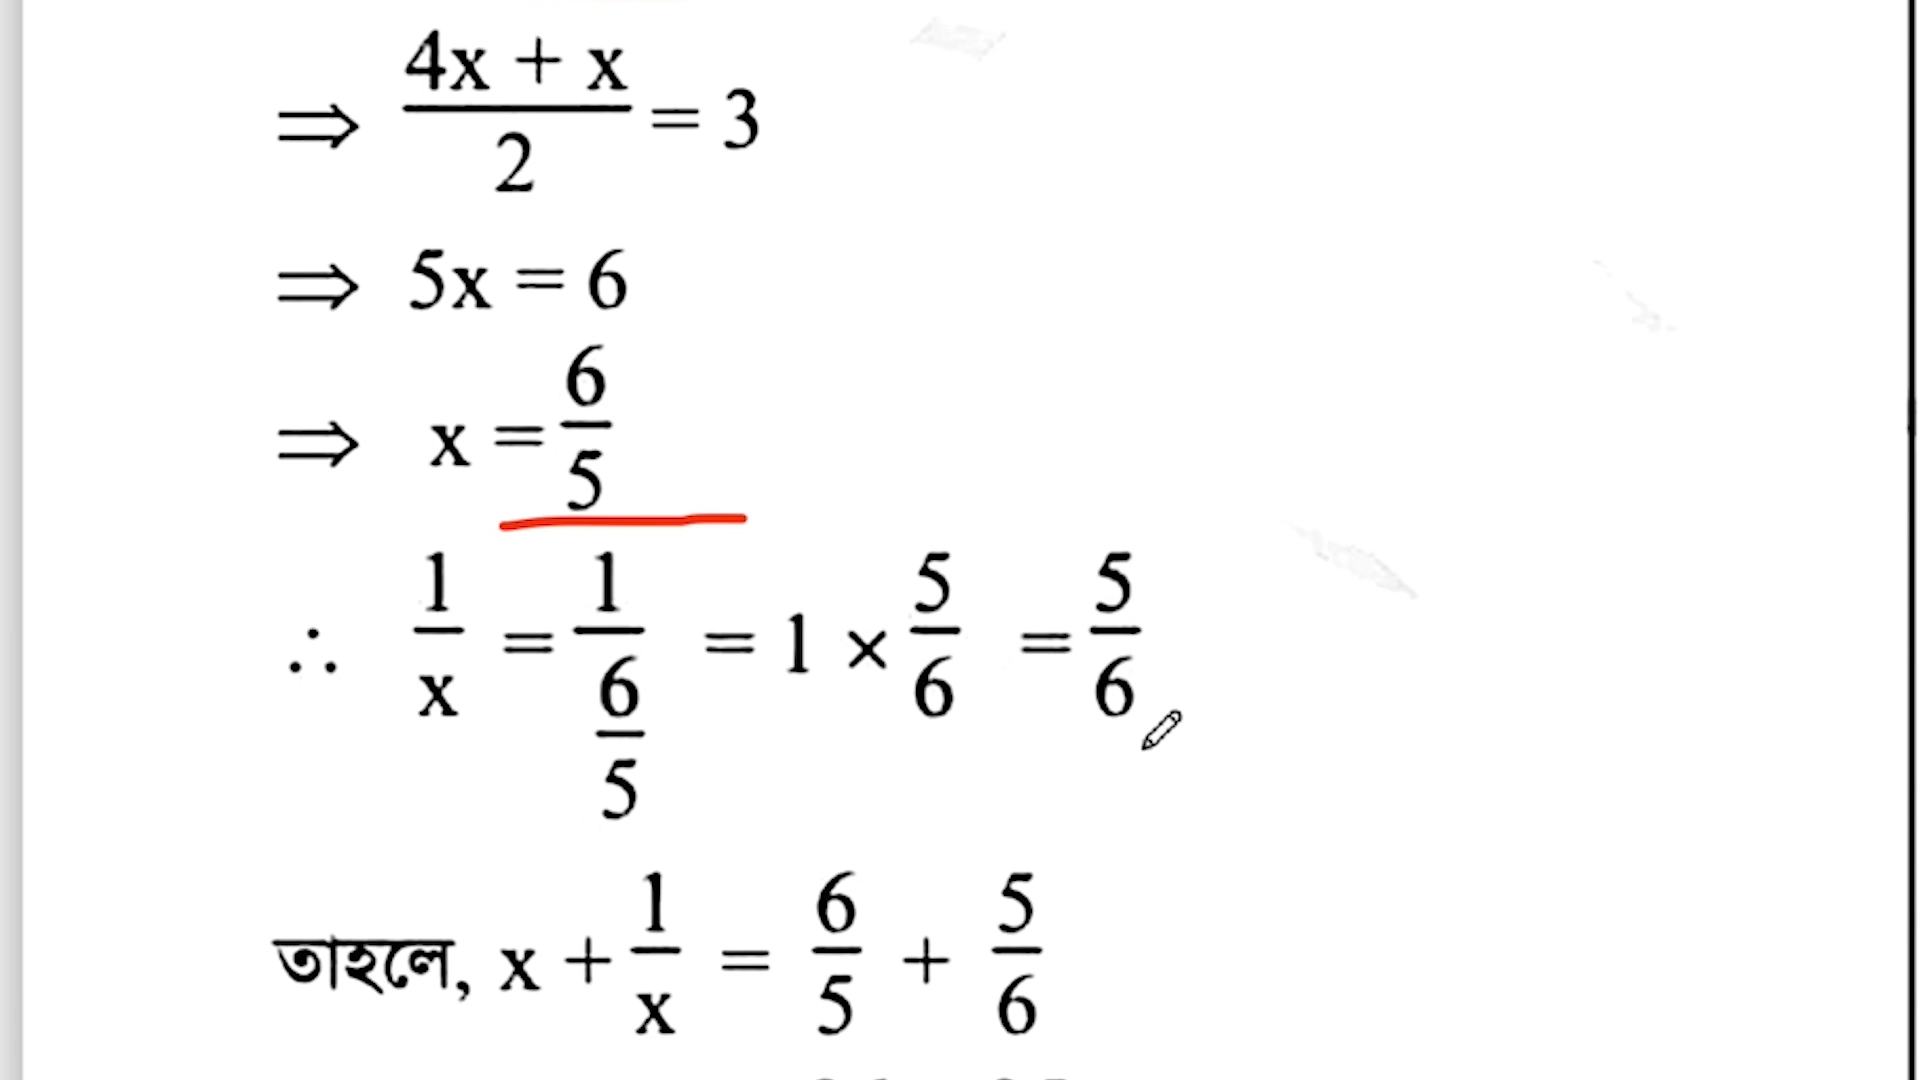 ⇒ (4x + x)/2 = 3
⇒ 5x = 6
⇒ x = 6/5
∴ 1/x = 1/(6/5) = 1 × 5/6 = 5/6
তাহলে, x + 1/x = 6/5 + 5/6